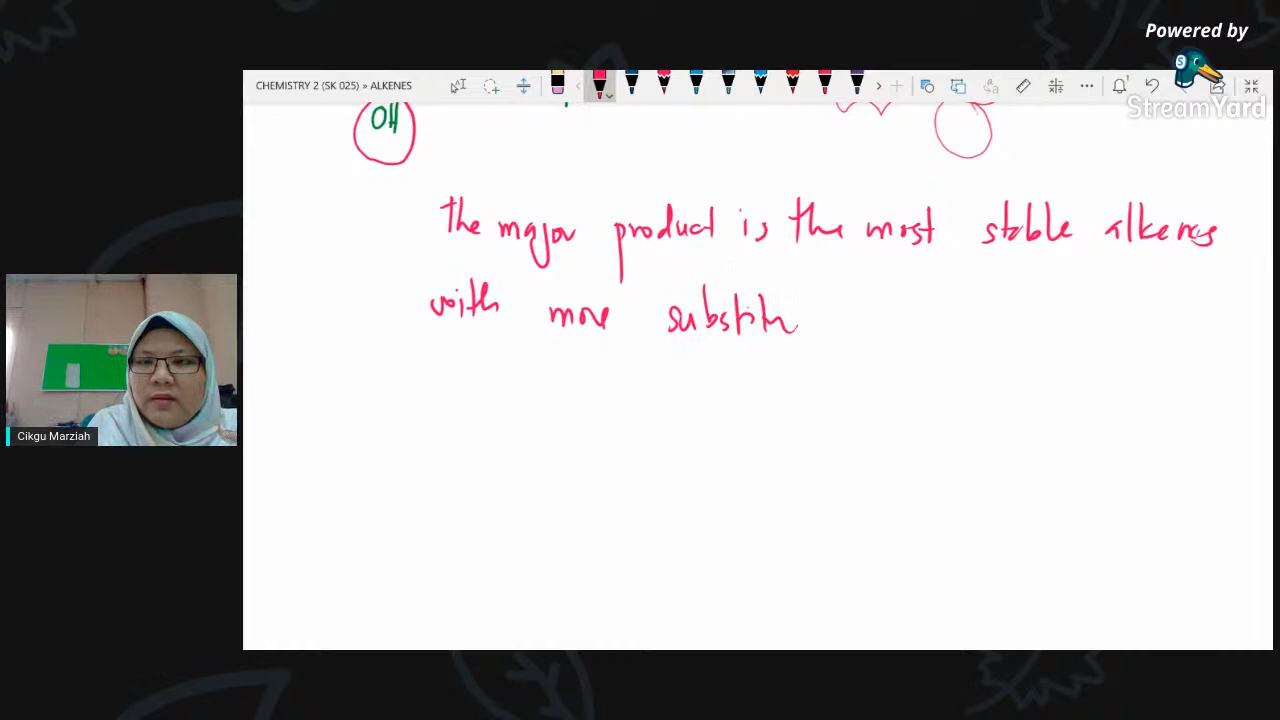 Powered by
StreamYard
CHEMISTRY 2 (SK 025) » ALKENES
OH
the major product is the most stable alkenes
with more substitu
Cikgu Marziah